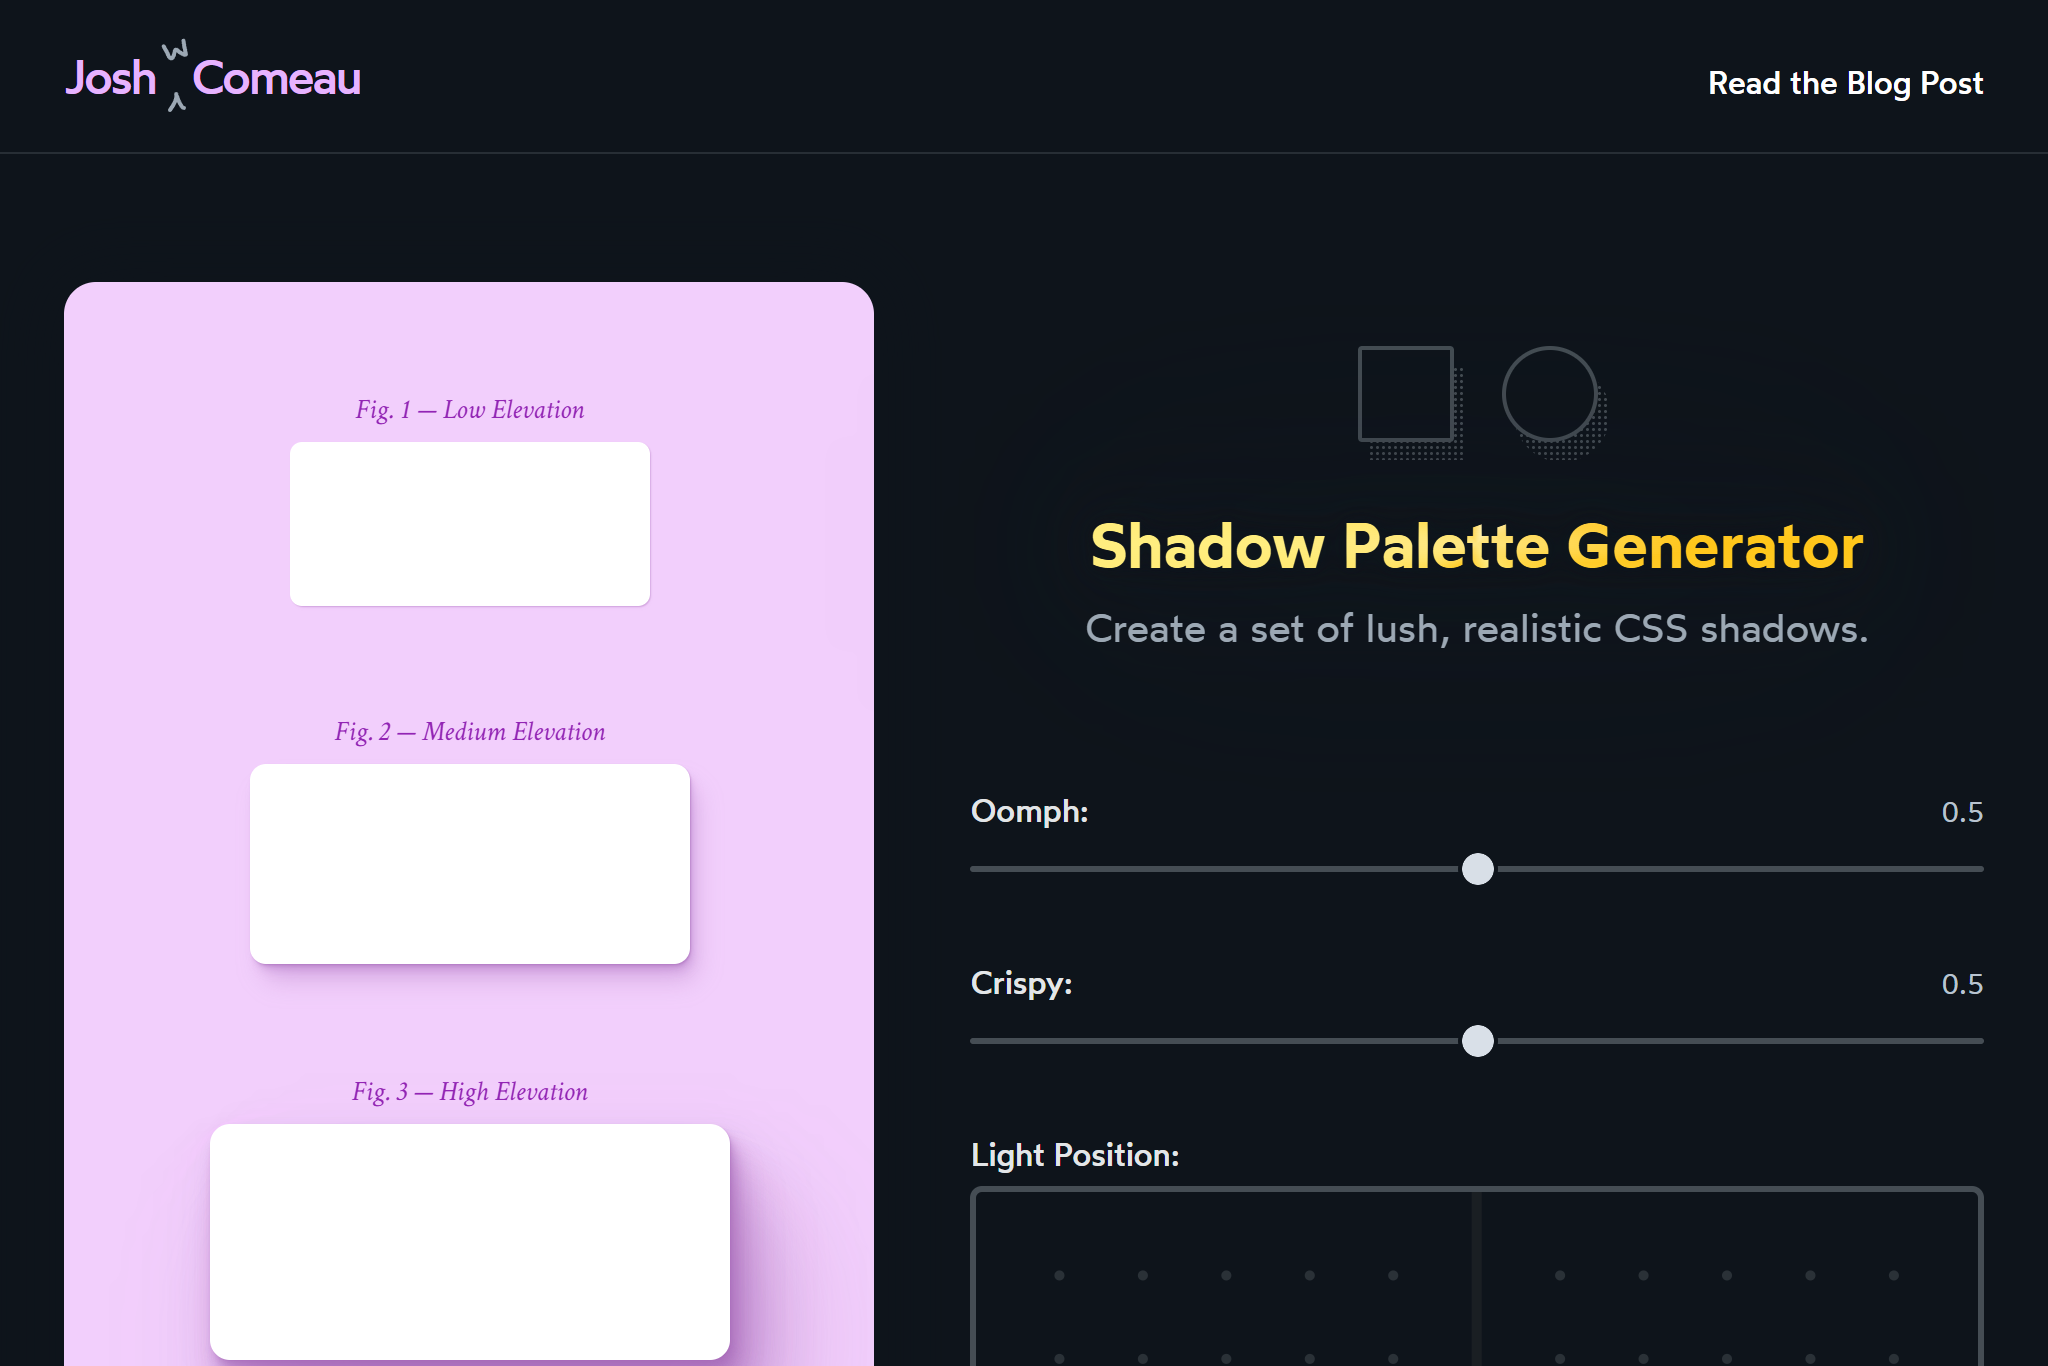 Josh W Comeau
Read the Blog Post
Fig. 1 — Low Elevation
Fig. 2 — Medium Elevation
Fig. 3 — High Elevation
Shadow Palette Generator
Create a set of lush, realistic CSS shadows.
Oomph: 0.5
Crispy: 0.5
Light Position: